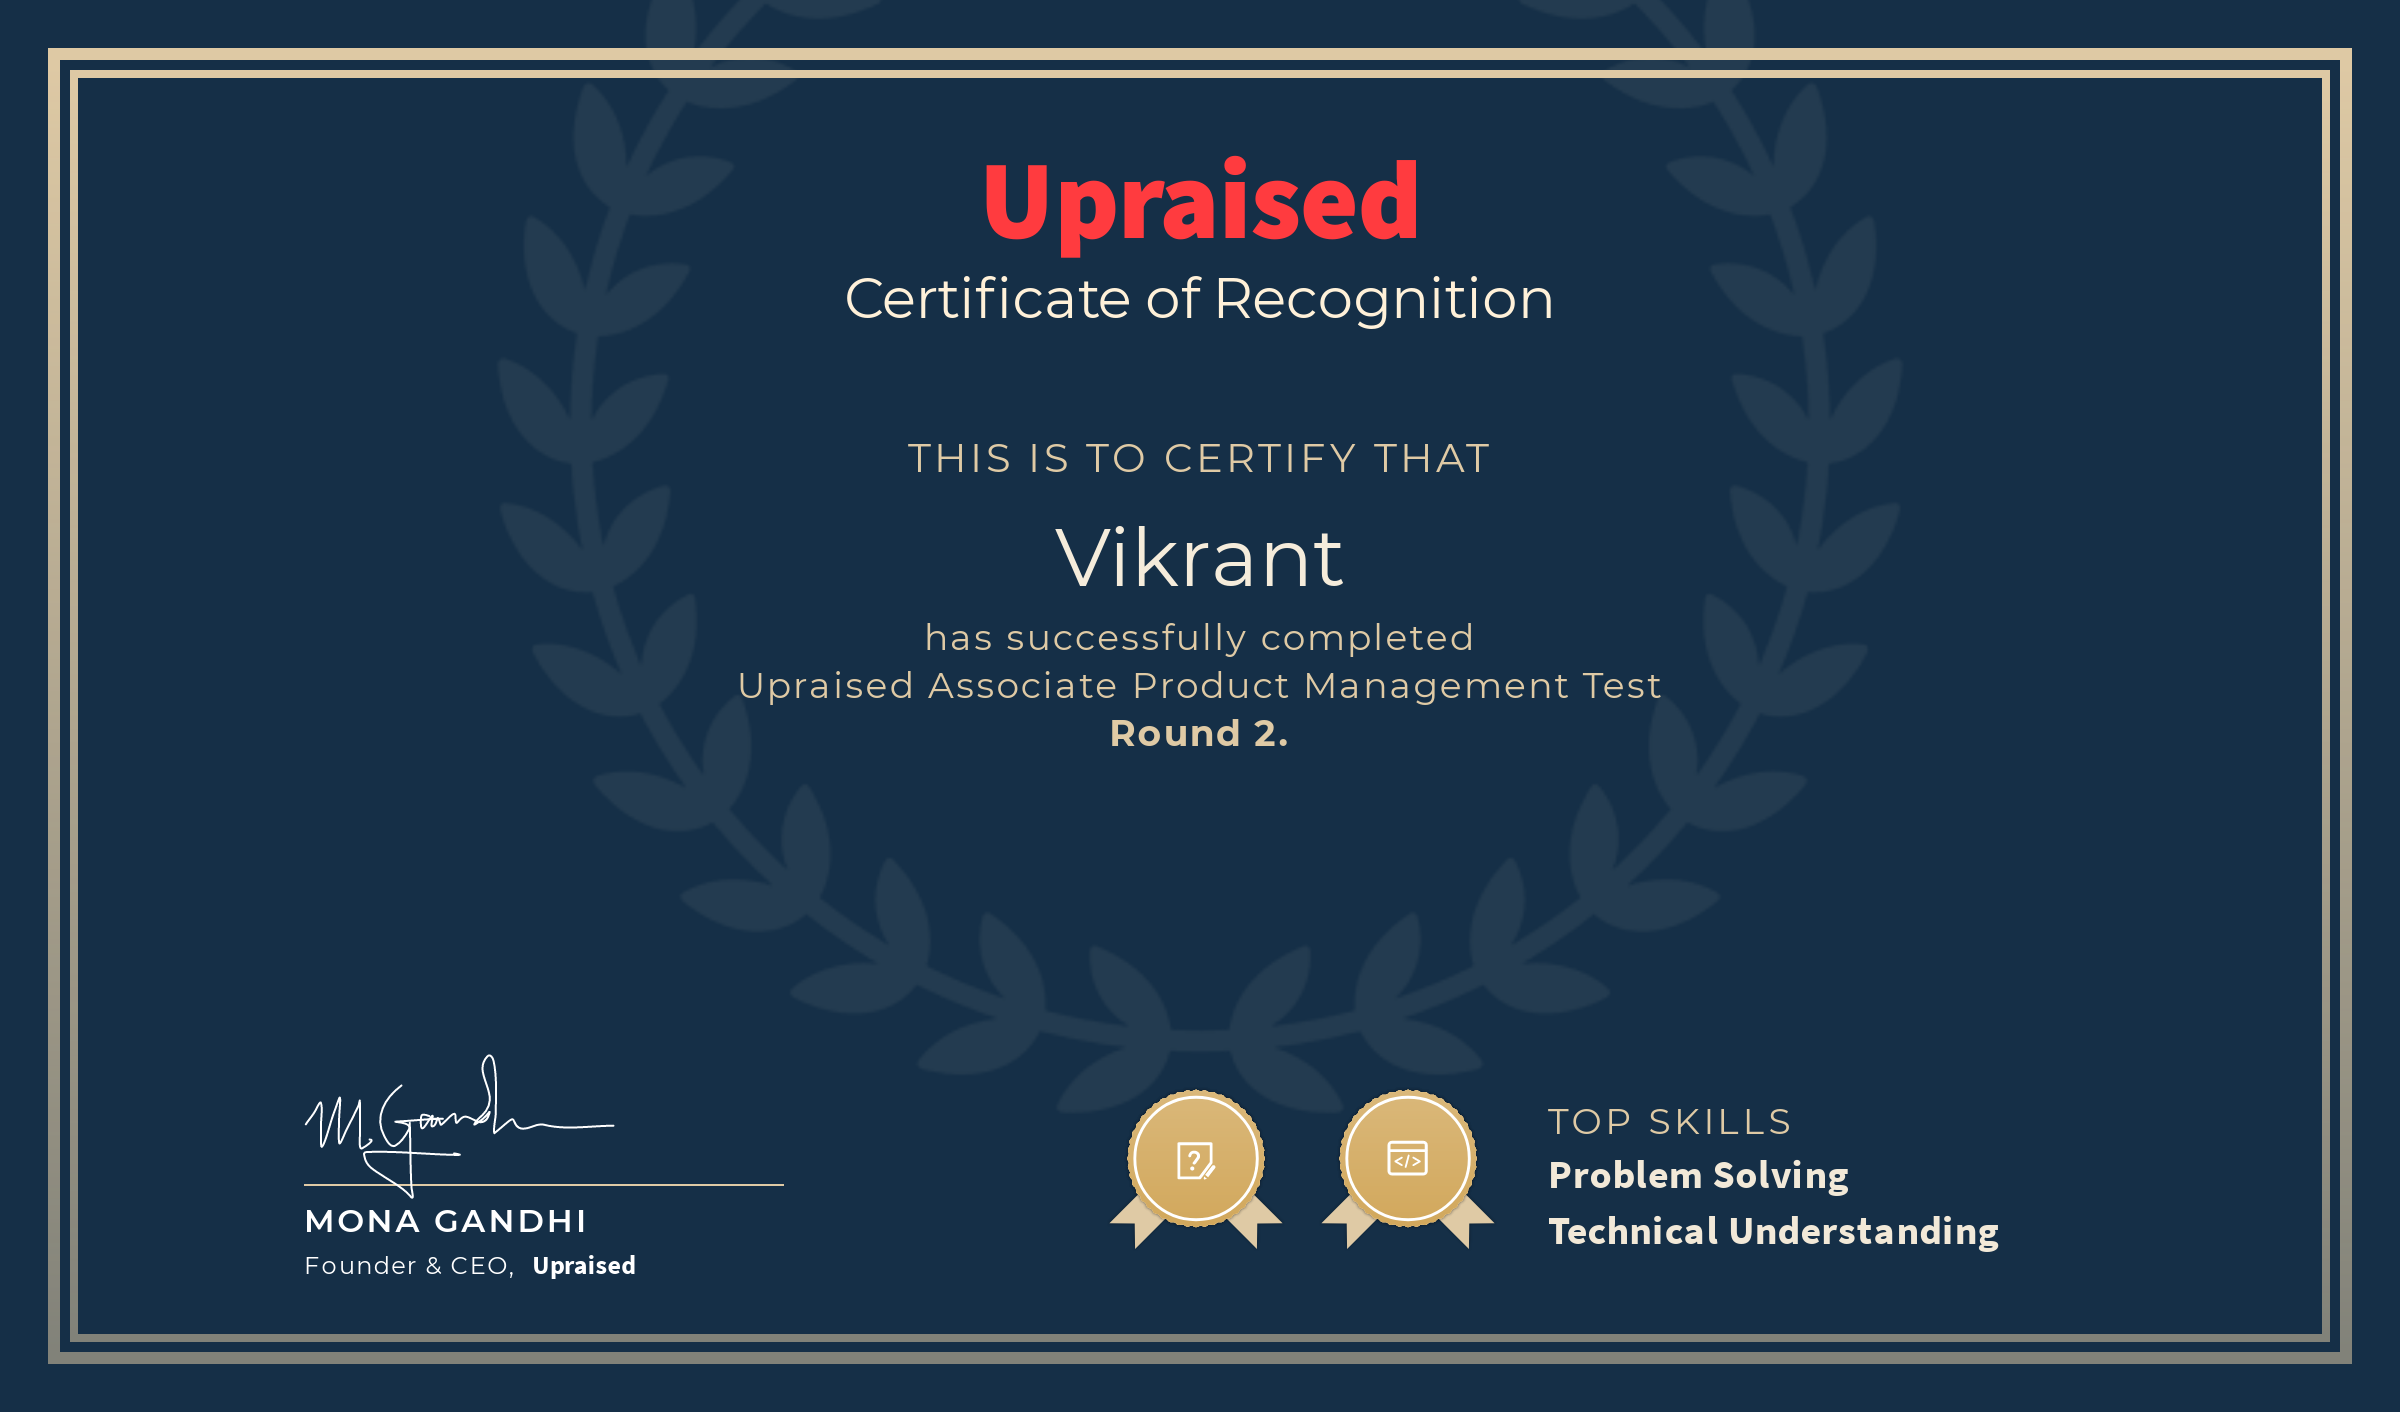 Upraised
Certificate of Recognition
THIS IS TO CERTIFY THAT
Vikrant
has successfully completed
Upraised Associate Product Management Test
Round 2.
M. Gandh
MONA GANDHI
Founder & CEO, Upraised
?
</>
TOP SKILLS
Problem Solving
Technical Understanding